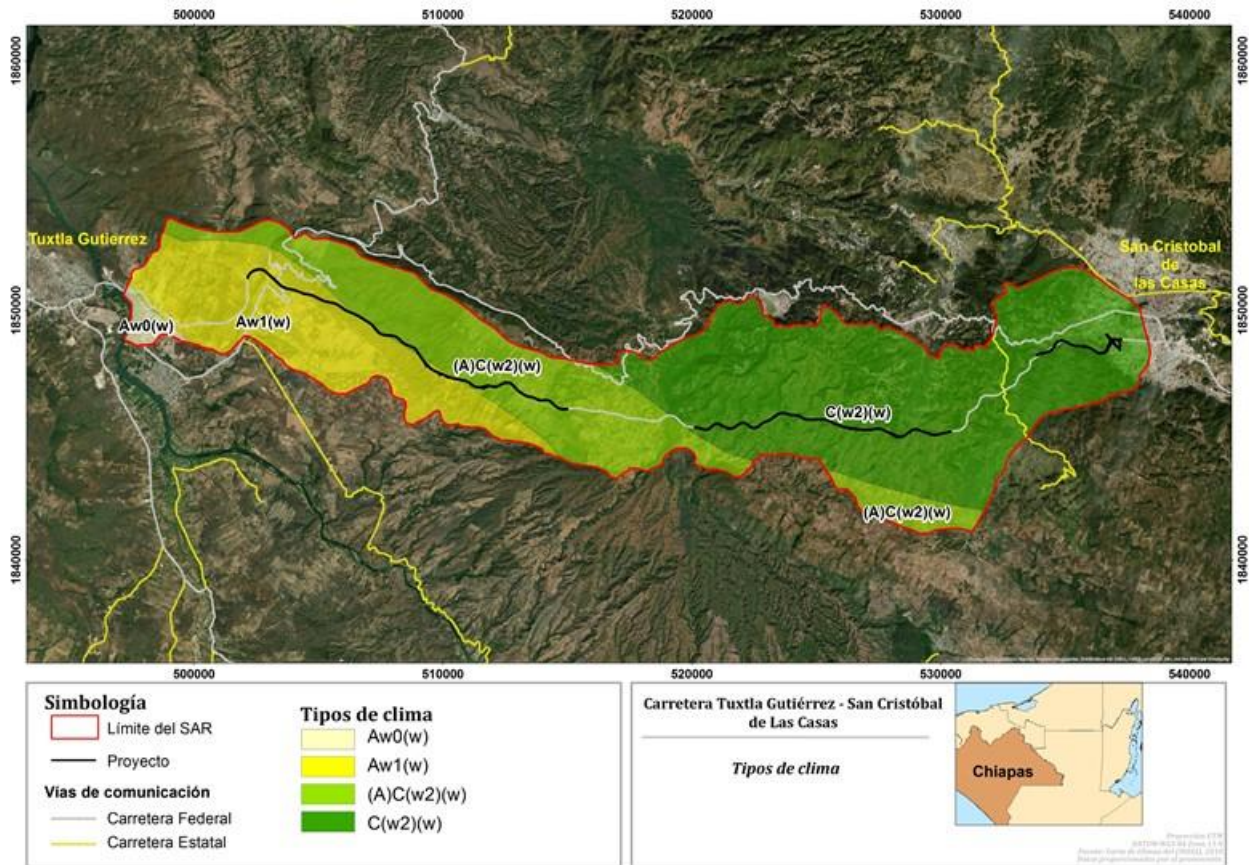 500000 510000 520000 530000 540000
1860000
1860000
Tuxtla Gutierrez
San Cristobal
de
las Casas
1850000
1850000
Aw0(w)
Aw1(w)
(A)C(w2)(w)
C(w2)(w)
(A)C(w2)(w)
1840000
1840000
500000 510000 520000 530000 540000
Simbología
Límite del SAR
Proyecto
Vías de comunicación
Carretera Federal
Carretera Estatal
Tipos de clima
Aw0(w)
Aw1(w)
(A)C(w2)(w)
C(w2)(w)
Carretera Tuxtla Gutiérrez - San Cristóbal
de Las Casas
Tipos de clima
Chiapas